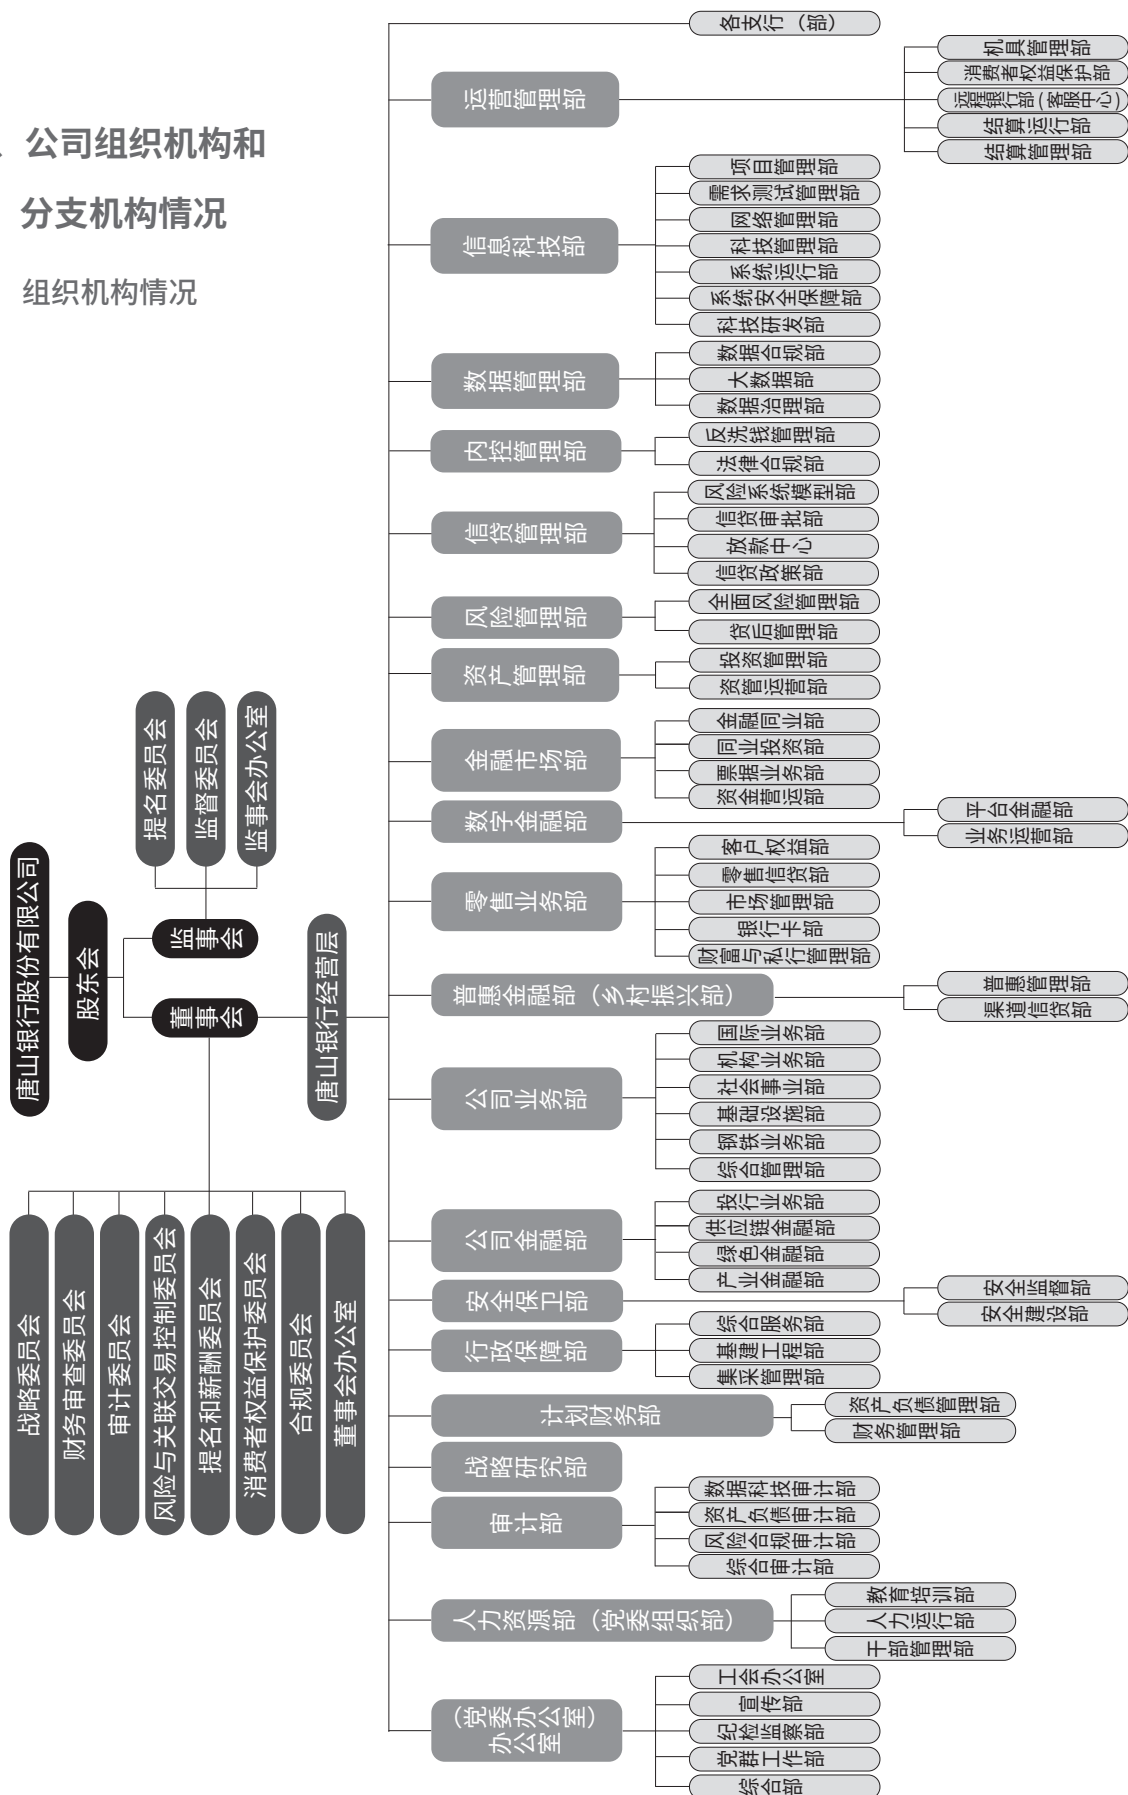 、公司组织机构和
分支机构情况
组织机构情况
唐山银行股份有限公司
股东会
董事会
监事会
提名委员会
监督委员会
监事会办公室
唐山银行经营层
战略委员会
财务审查委员会
审计委员会
风险与关联交易控制委员会
提名和薪酬委员会
消费者权益保护委员会
合规委员会
董事会办公室
各支行（部）
运营管理部
机具管理部
消费者权益保护部
远程银行部(客服中心)
结算运行部
结算管理部
信息科技部
项目管理部
需求测试管理部
网络管理部
科技管理部
系统运行部
系统安全保障部
科技研发部
数据管理部
数据合规部
大数据部
数据治理部
内控管理部
反洗钱管理部
法律合规部
信贷管理部
风险系统模型部
信贷审批部
放款中心
信贷政策部
风险管理部
全面风险管理部
贷后管理部
资产管理部
投资管理部
资管运营部
金融市场部
金融同业部
同业投资部
票据业务部
资金营运部
数字金融部
平台金融部
业务运营部
零售业务部
客户权益部
零售信贷部
市场管理部
银行卡部
财富与私行管理部
普惠金融部（乡村振兴部）
普惠管理部
渠道信贷部
公司业务部
国际业务部
机构业务部
社会事业部
基础设施部
钢铁业务部
综合管理部
公司金融部
投行业务部
供应链金融部
绿色金融部
产业金融部
安全保卫部
安全监督部
安全建设部
行政保障部
综合服务部
基建工程部
集采管理部
计划财务部
资产负债管理部
财务管理部
战略研究部
审计部
数据科技审计部
资产负债审计部
风险合规审计部
综合审计部
人力资源部（党委组织部）
教育培训部
人力运行部
干部管理部
（党委办公室）
办公室
工会办公室
宣传部
纪检监察部
党群工作部
综合部